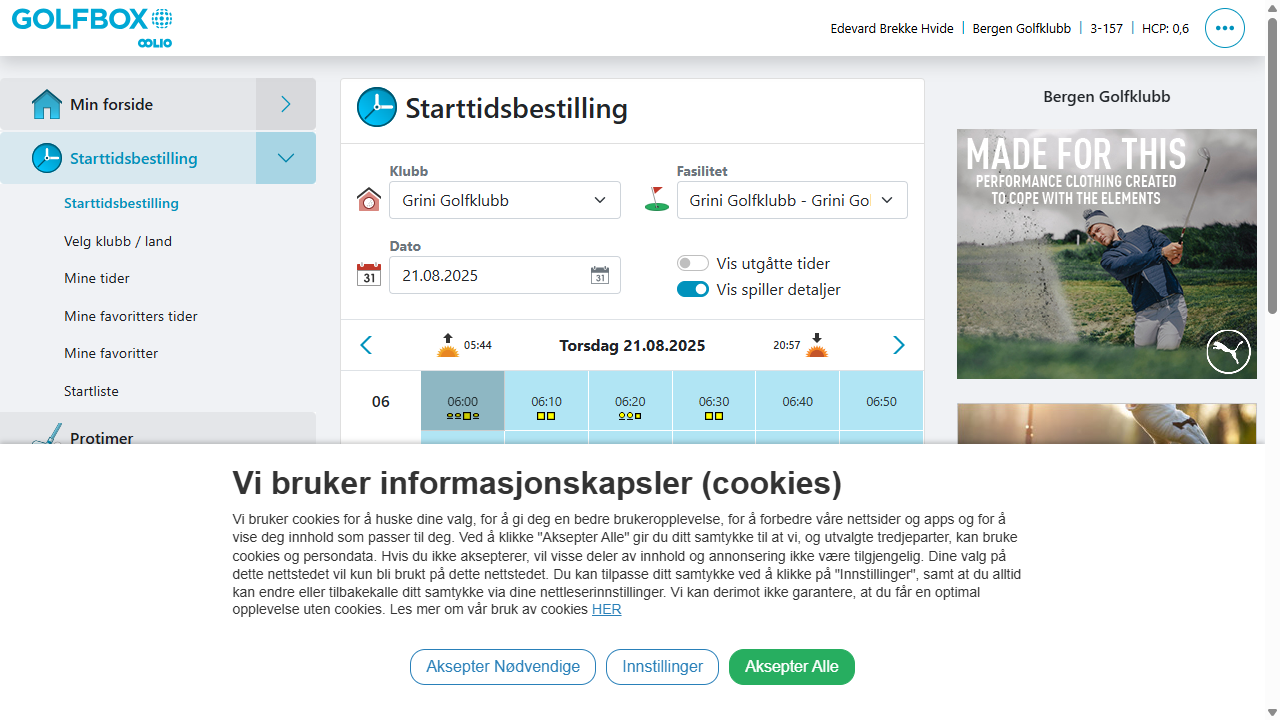 GOLFBOX
OLIO
Edevard Brekke Hvide | Bergen Golfklubb | 3-157 | HCP: 0,6
Min forside
Starttidsbestilling
Starttidsbestilling
Velg klubb / land
Mine tider
Mine favoritters tider
Mine favoritter
Startliste
Protimer
Starttidsbestilling
Klubb
Fasilitet
Grini Golfklubb
Grini Golfklubb - Grini Gol
Dato
31
21.08.2025
31
Vis utgåtte tider
Vis spiller detaljer
05:44
Torsdag 21.08.2025
20:57
06
06:00
06:10
06:20
06:30
06:40
06:50
Bergen Golfklubb
MADE FOR THIS
PERFORMANCE CLOTHING CREATED
TO COPE WITH THE ELEMENTS
Vi bruker informasjonskapsler (cookies)
Vi bruker cookies for å huske dine valg, for å gi deg en bedre brukeropplevelse, for å forbedre våre nettsider og apps og for å
vise deg innhold som passer til deg. Ved å klikke "Aksepter Alle" gir du ditt samtykke til at vi, og utvalgte tredjeparter, kan bruke
cookies og persondata. Hvis du ikke aksepterer, vil visse deler av innhold og annonsering ikke være tilgjengelig. Dine valg på
dette nettstedet vil kun bli brukt på dette nettstedet. Du kan tilpasse ditt samtykke ved å klikke på "Innstillinger", samt at du alltid
kan endre eller tilbakekalle ditt samtykke via dine nettleserinnstillinger. Vi kan derimot ikke garantere, at du får en optimal
opplevelse uten cookies. Les mer om vår bruk av cookies HER
Aksepter Nødvendige
Innstillinger
Aksepter Alle